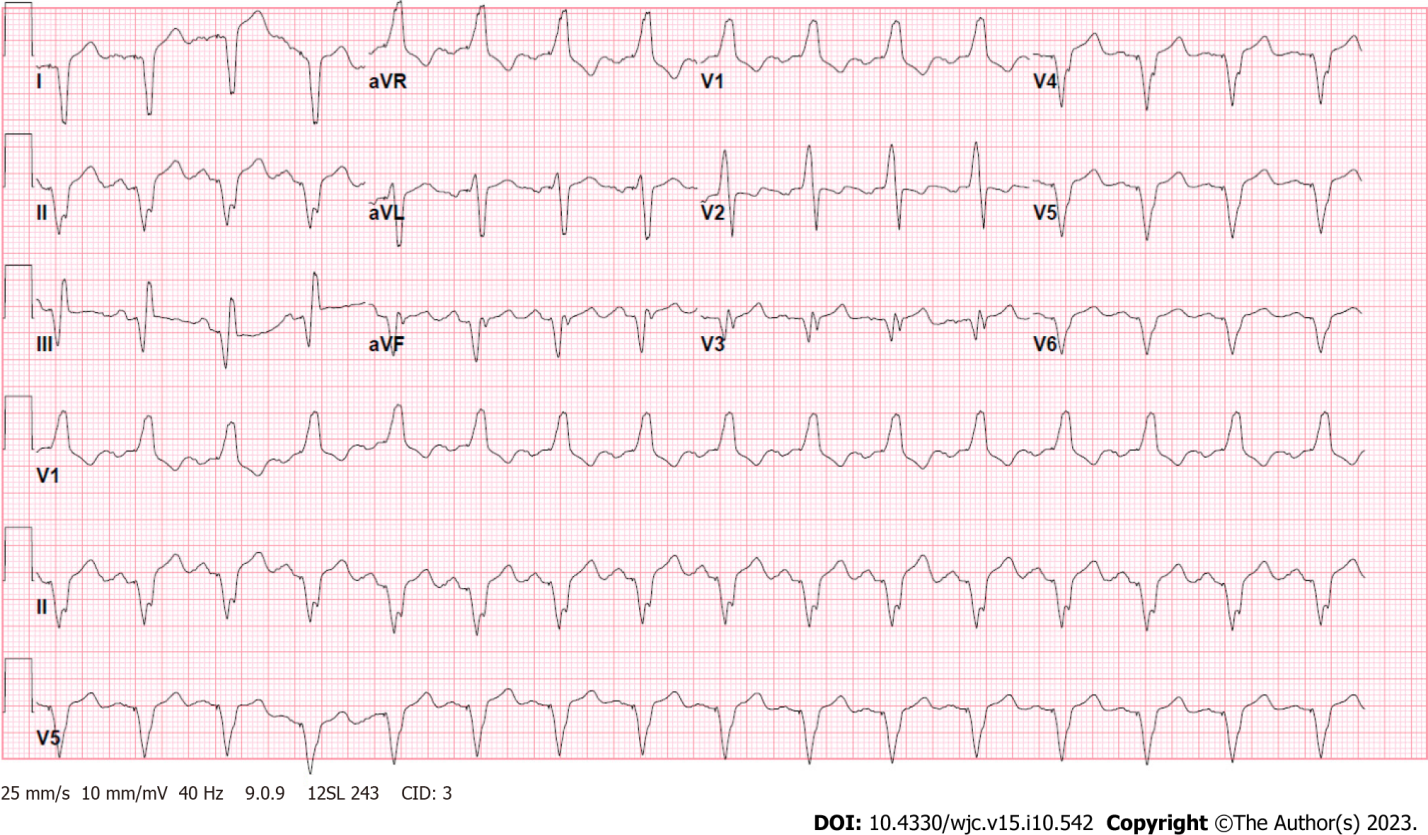 I aVR V1 V4
II aVL V2 V5
III aVF V3 V6
V1
II
V5
25 mm/s 10 mm/mV 40 Hz 9.0.9 12SL 243 CID: 3
DOI: 10.4330/wjc.v15.i10.542 Copyright ©The Author(s) 2023.